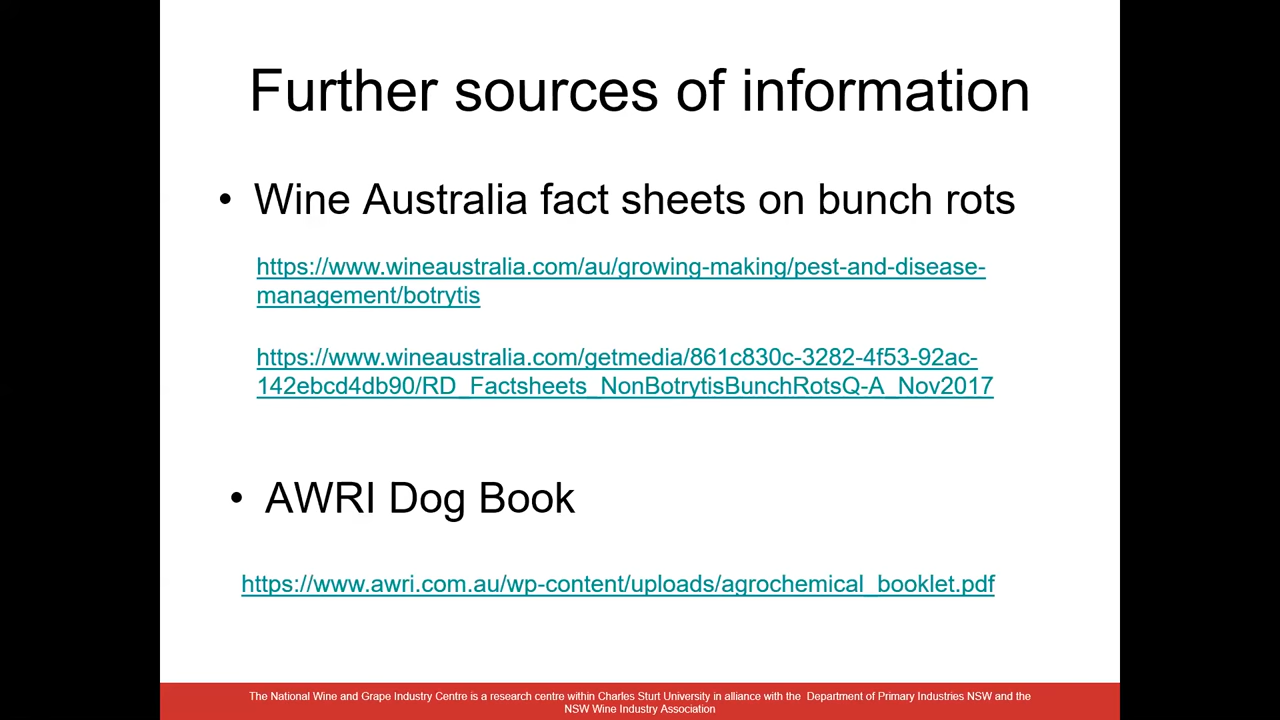 Further sources of information
• Wine Australia fact sheets on bunch rots
https://www.wineaustralia.com/au/growing-making/pest-and-disease-
management/botrytis
https://www.wineaustralia.com/getmedia/861c830c-3282-4f53-92ac-
142ebcd4db90/RD_Factsheets_NonBotrytisBunchRotsQ-A_Nov2017
• AWRI Dog Book
https://www.awri.com.au/wp-content/uploads/agrochemical_booklet.pdf
The National Wine and Grape Industry Centre is a research centre within Charles Sturt University in alliance with the Department of Primary Industries NSW and the
NSW Wine Industry Association